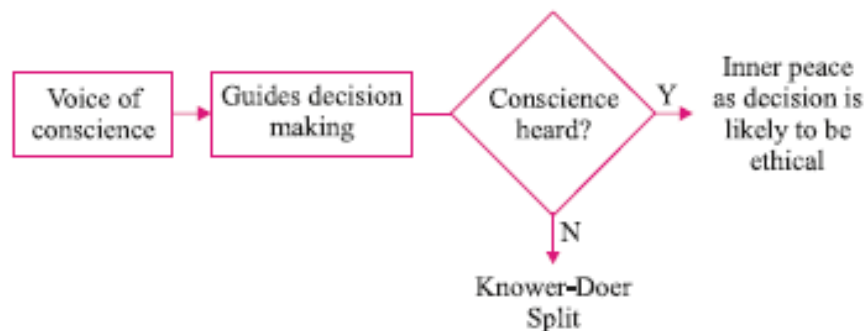 Voice of
conscience
Guides decision
making
Conscience
heard?
Y
Inner peace
as decision is
likely to be
ethical
N
Knower-Doer
Split